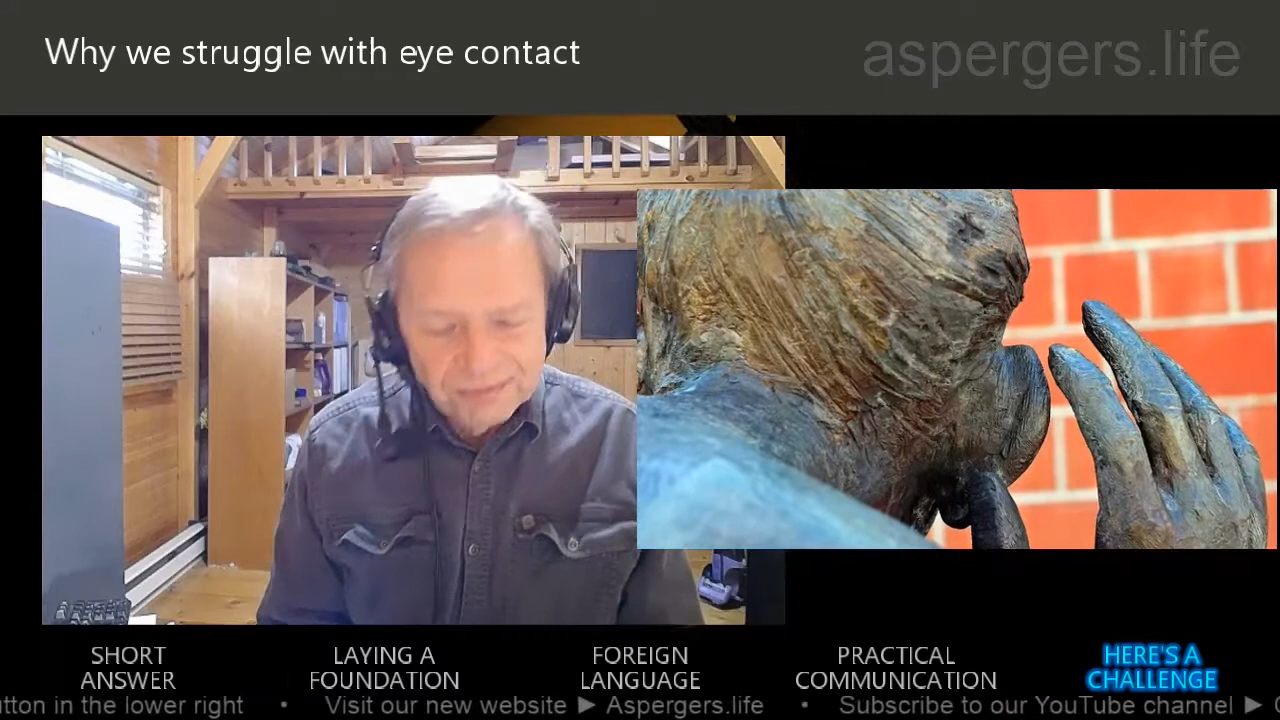 Why we struggle with eye contact
aspergers.life
SHORT
ANSWER
LAYING A
FOUNDATION
FOREIGN
LANGUAGE
PRACTICAL
COMMUNICATION
HERE'S A
CHALLENGE
in the lower right • Visit our new website ► Aspergers.life • Subscribe to our YouTube channel ►